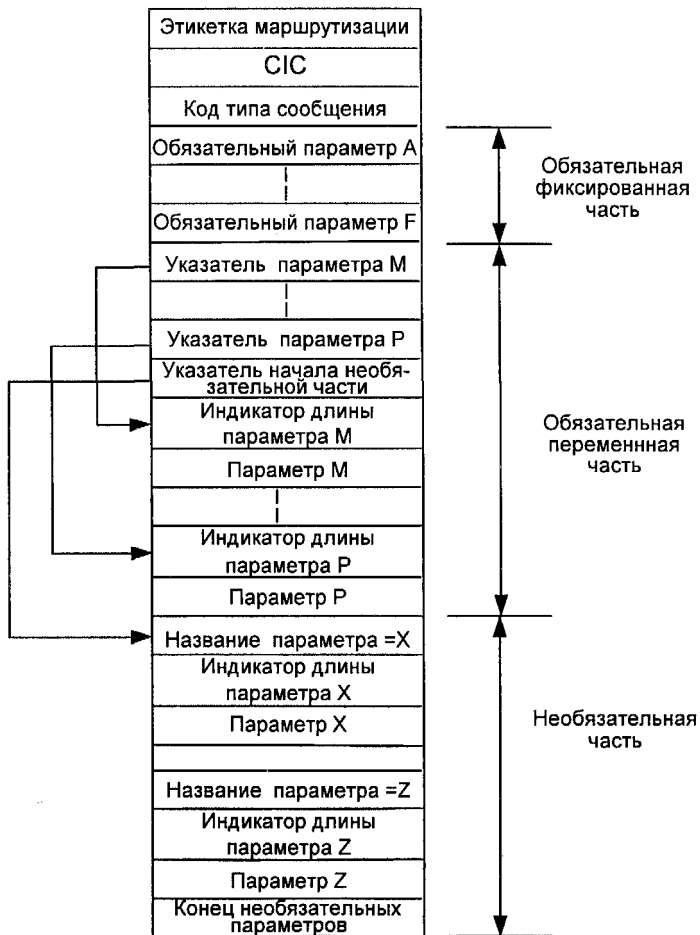 Этикетка маршрутизации
CIC
Код типа сообщения
Обязательный параметр A
Обязательный параметр F
Обязательная
фиксированная
часть
Указатель параметра M
Указатель параметра P
Указатель начала необя-
зательной части
Индикатор длины
параметра M
Параметр M
Индикатор длины
параметра P
Параметр P
Обязательная
переменнная
часть
Название параметра =X
Индикатор длины
параметра X
Параметр X
Название параметра =Z
Индикатор длины
параметра Z
Параметр Z
Конец необязательных
параметров
Необязательная
часть